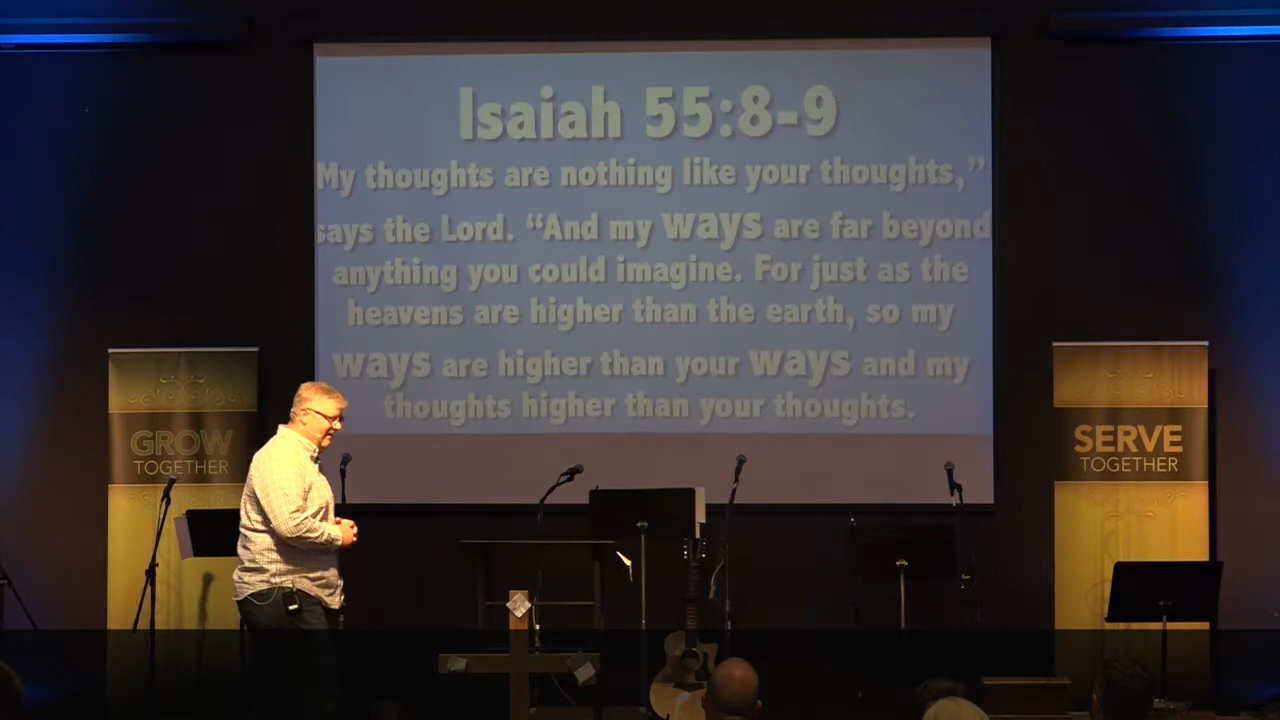 Isaiah 55:8-9
My thoughts are nothing like your thoughts,”
says the Lord. “And my ways are far beyond
anything you could imagine. For just as the
heavens are higher than the earth, so my
ways are higher than your ways and my
thoughts higher than your thoughts.
GROW
TOGETHER
SERVE
TOGETHER